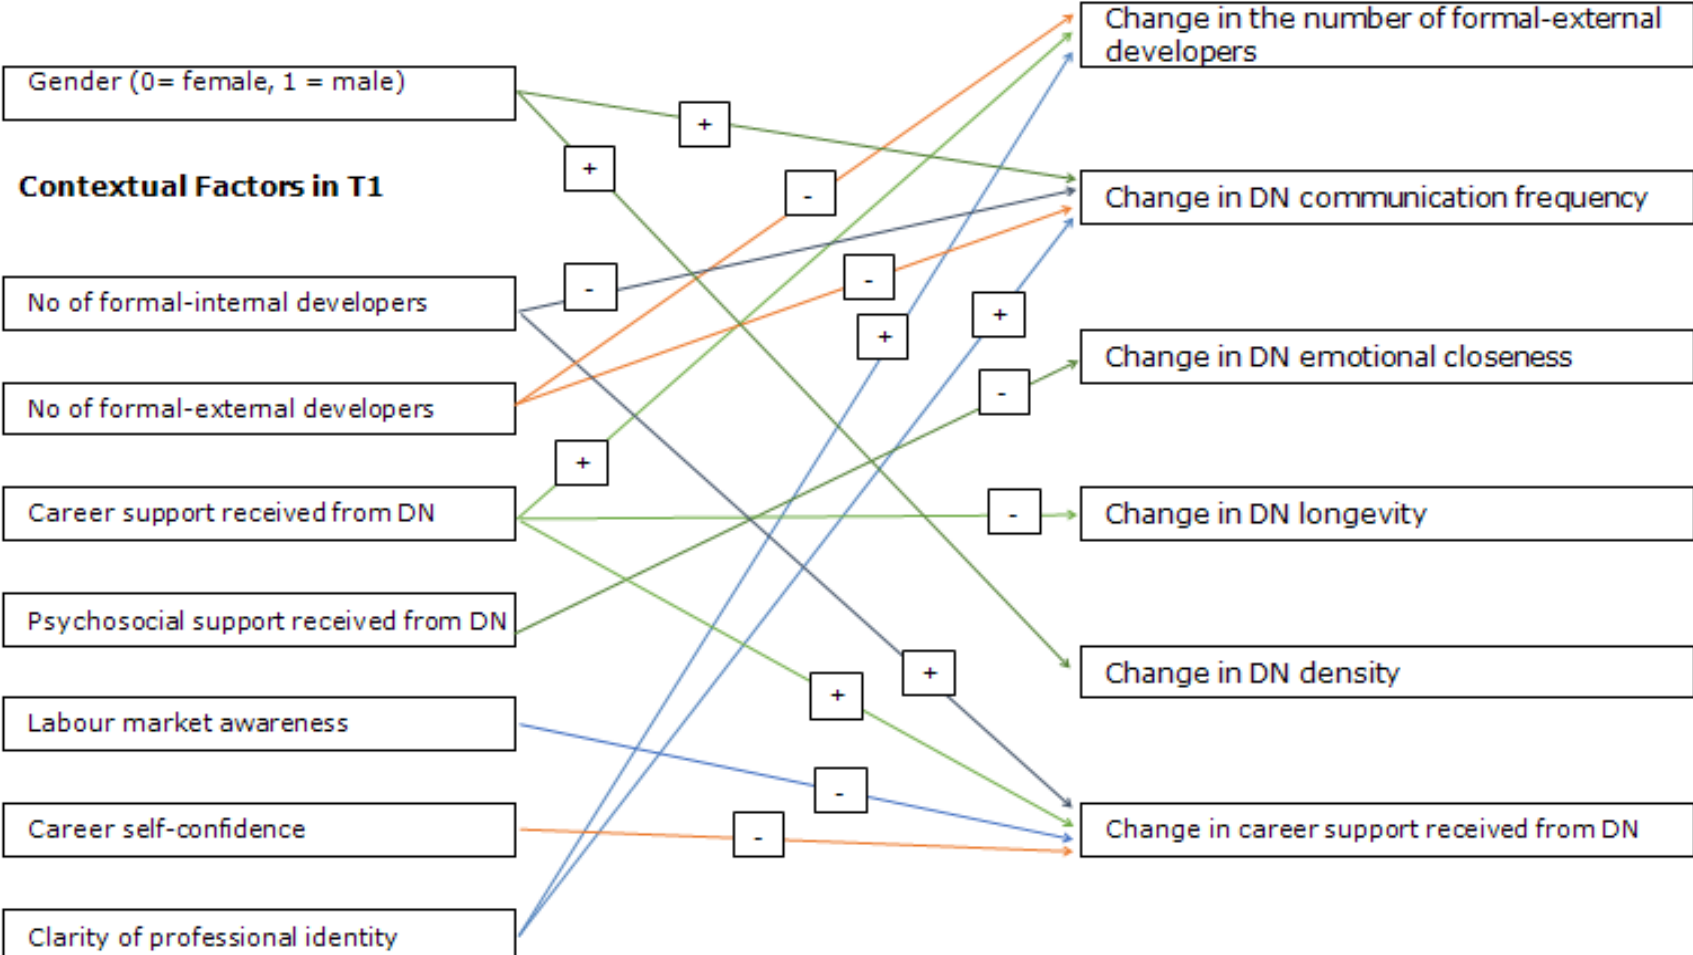 Change in the number of formal-external
developers
Gender (0= female, 1 = male)
+
+
Contextual Factors in T1
-
Change in DN communication frequency
-
-
No of formal-internal developers
+
+
Change in DN emotional closeness
-
No of formal-external developers
+
Career support received from DN
-
Change in DN longevity
Psychosocial support received from DN
+
Change in DN density
+
Labour market awareness
-
Career self-confidence
-
Change in career support received from DN
Clarity of professional identity